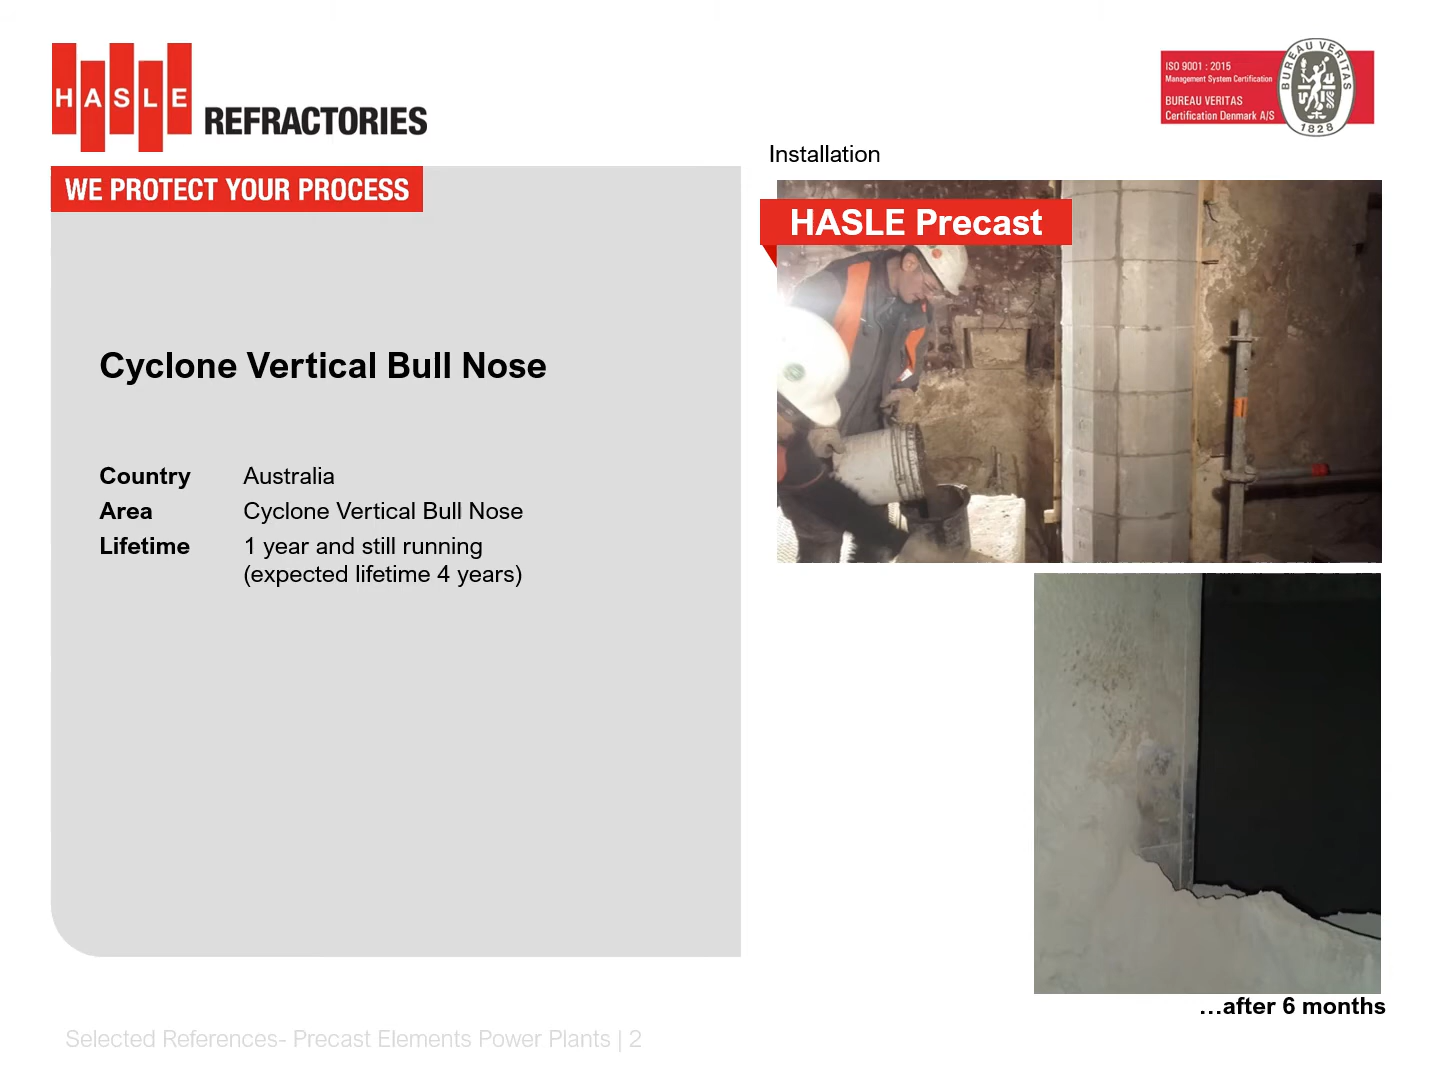 HASLE
REFRACTORIES
WE PROTECT YOUR PROCESS
ISO 9001 : 2015
Management System Certification
BUREAU VERITAS
Certification Denmark A/S
BUREAU VERITAS
1828
Installation
HASLE Precast
Cyclone Vertical Bull Nose
Country Australia
Area Cyclone Vertical Bull Nose
Lifetime 1 year and still running
(expected lifetime 4 years)
…after 6 months
Selected References- Precast Elements Power Plants | 2